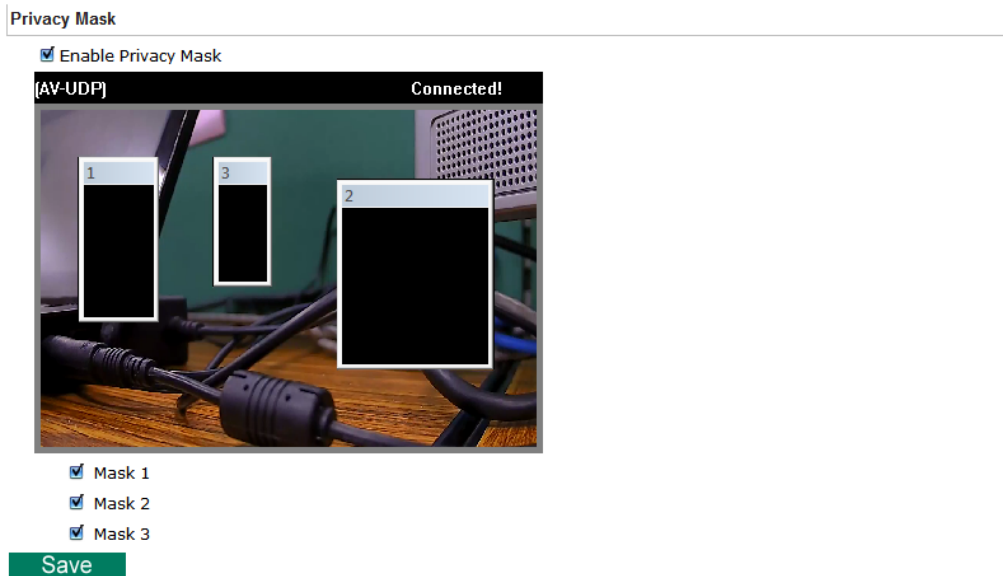 Privacy Mask
Enable Privacy Mask
(AV-UDP) Connected!
1
3
2
Mask 1
Mask 2
Mask 3
Save